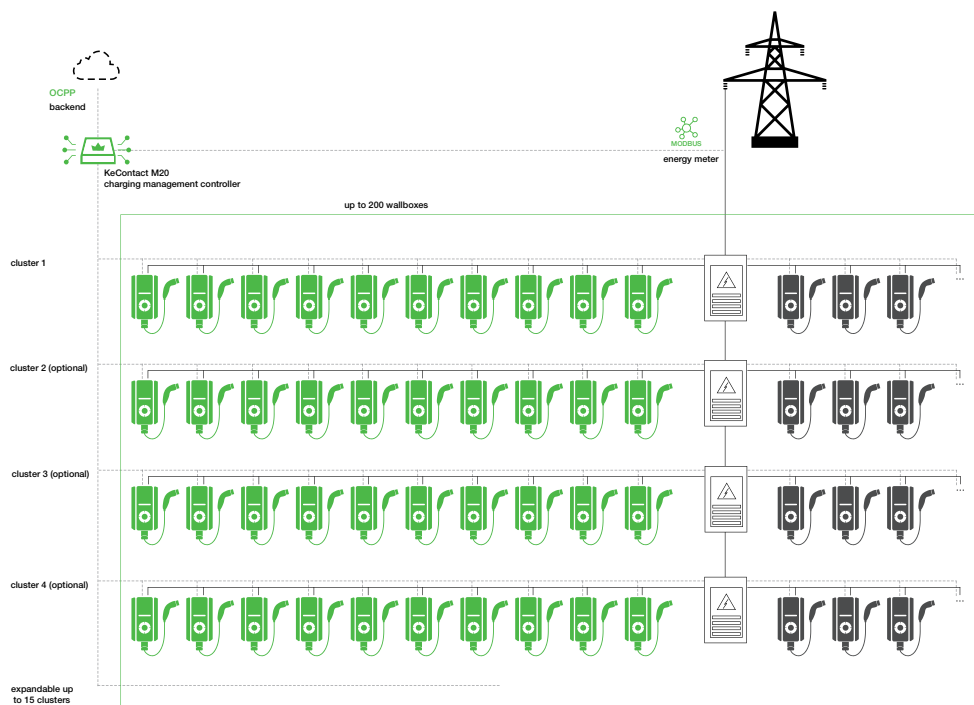 OCPP
backend
MODBUS
energy meter
KeContact M20
charging management controller
up to 200 wallboxes
cluster 1
...
cluster 2 (optional)
...
cluster 3 (optional)
...
cluster 4 (optional)
...
expandable up
to 15 clusters